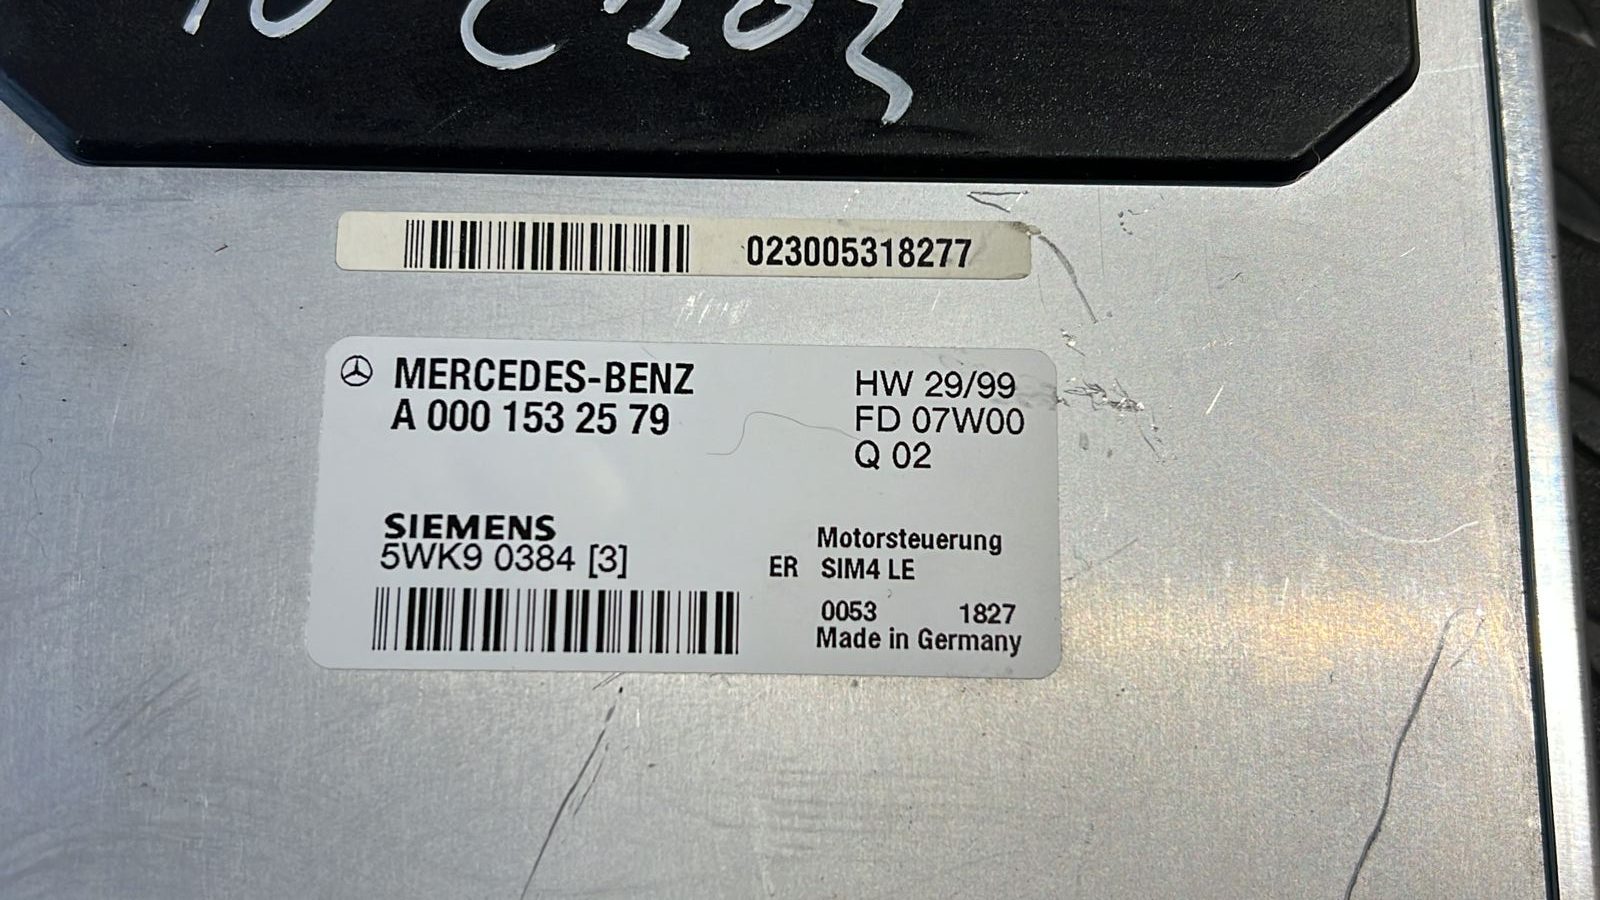 C203
023005318277
MERCEDES-BENZ
A 000 153 25 79
HW 29/99
FD 07W00
Q 02
SIEMENS
5WK9 0384 [3]
Motorsteuerung
ER SIM4 LE
0053 1827
Made in Germany